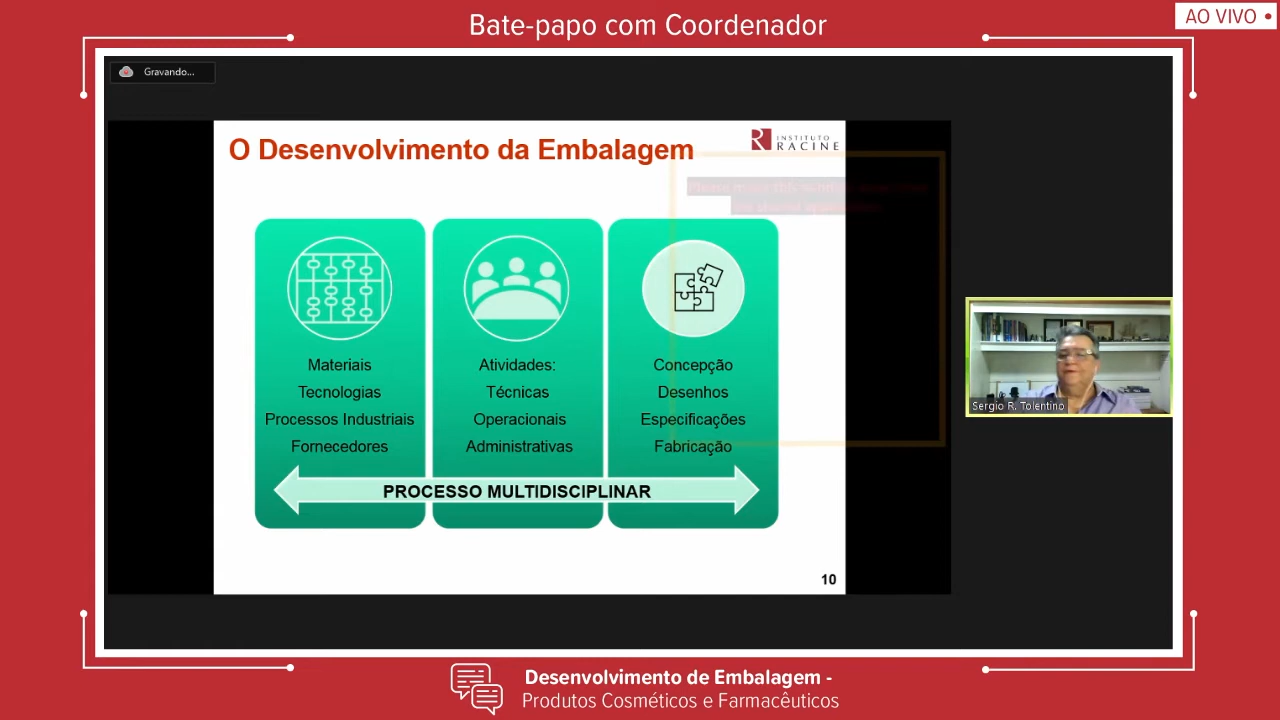 Bate-papo com Coordenador
AO VIVO
Gravando...
O Desenvolvimento da Embalagem
INSTITUTO
RACINE
Materiais
Tecnologias
Processos Industriais
Fornecedores
Atividades:
Técnicas
Operacionais
Administrativas
Concepção
Desenhos
Especificações
Fabricação
PROCESSO MULTIDISCIPLINAR
10
Sergio R. Tolentino
Desenvolvimento de Embalagem -
Produtos Cosméticos e Farmacêuticos